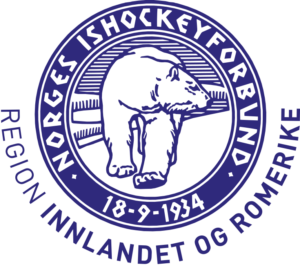 NORGES ISHOCKEYFORBUND
18-9-1934
REGION INNLANDET OG ROMERIKE